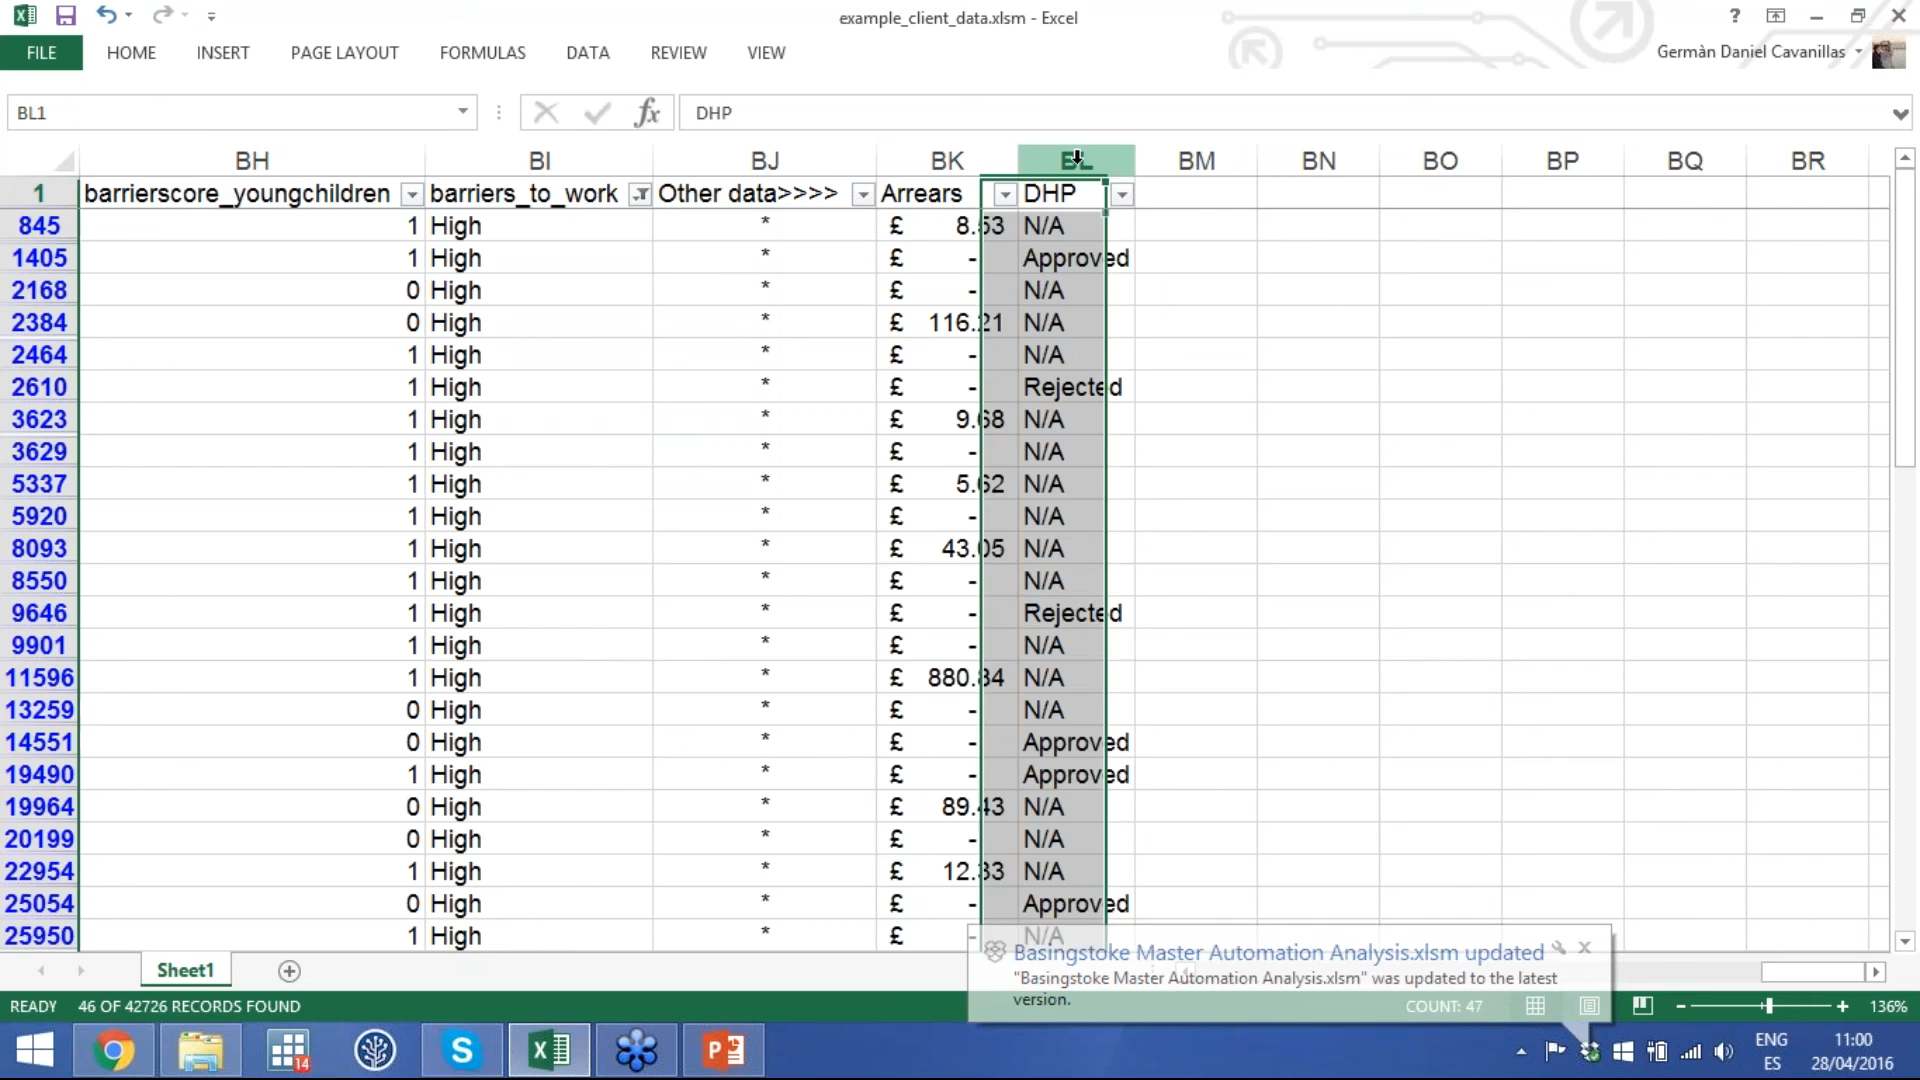 example_client_data.xlsm - Excel
?
FILE HOME INSERT PAGE LAYOUT FORMULAS DATA REVIEW VIEW
Germàn Daniel Cavanillas
BL1 fx DHP
BH BI BJ BK BL BM BN BO BP BQ BR
1 barrierscore_youngchildren barriers_to_work Other data>>>> Arrears DHP
845 1 High * £ 8.53 N/A
1405 1 High * £ - Approved
2168 0 High * £ - N/A
2384 0 High * £ 116.21 N/A
2464 1 High * £ - N/A
2610 1 High * £ - Rejected
3623 1 High * £ 9.68 N/A
3629 1 High * £ - N/A
5337 1 High * £ 5.62 N/A
5920 1 High * £ - N/A
8093 1 High * £ 43.05 N/A
8550 1 High * £ - N/A
9646 1 High * £ - Rejected
9901 1 High * £ - N/A
11596 1 High * £ 880.84 N/A
13259 0 High * £ - N/A
14551 0 High * £ - Approved
19490 1 High * £ - Approved
19964 0 High * £ 89.43 N/A
20199 0 High * £ - N/A
22954 1 High * £ 12.33 N/A
25054 0 High * £ - Approved
25950 1 High * £ - N/A
Sheet1
Basingstoke Master Automation Analysis.xlsm updated
"Basingstoke Master Automation Analysis.xlsm" was updated to the latest
version.
READY 46 OF 42726 RECORDS FOUND COUNT: 47 136%
14
ENG
ES
11:00
28/04/2016